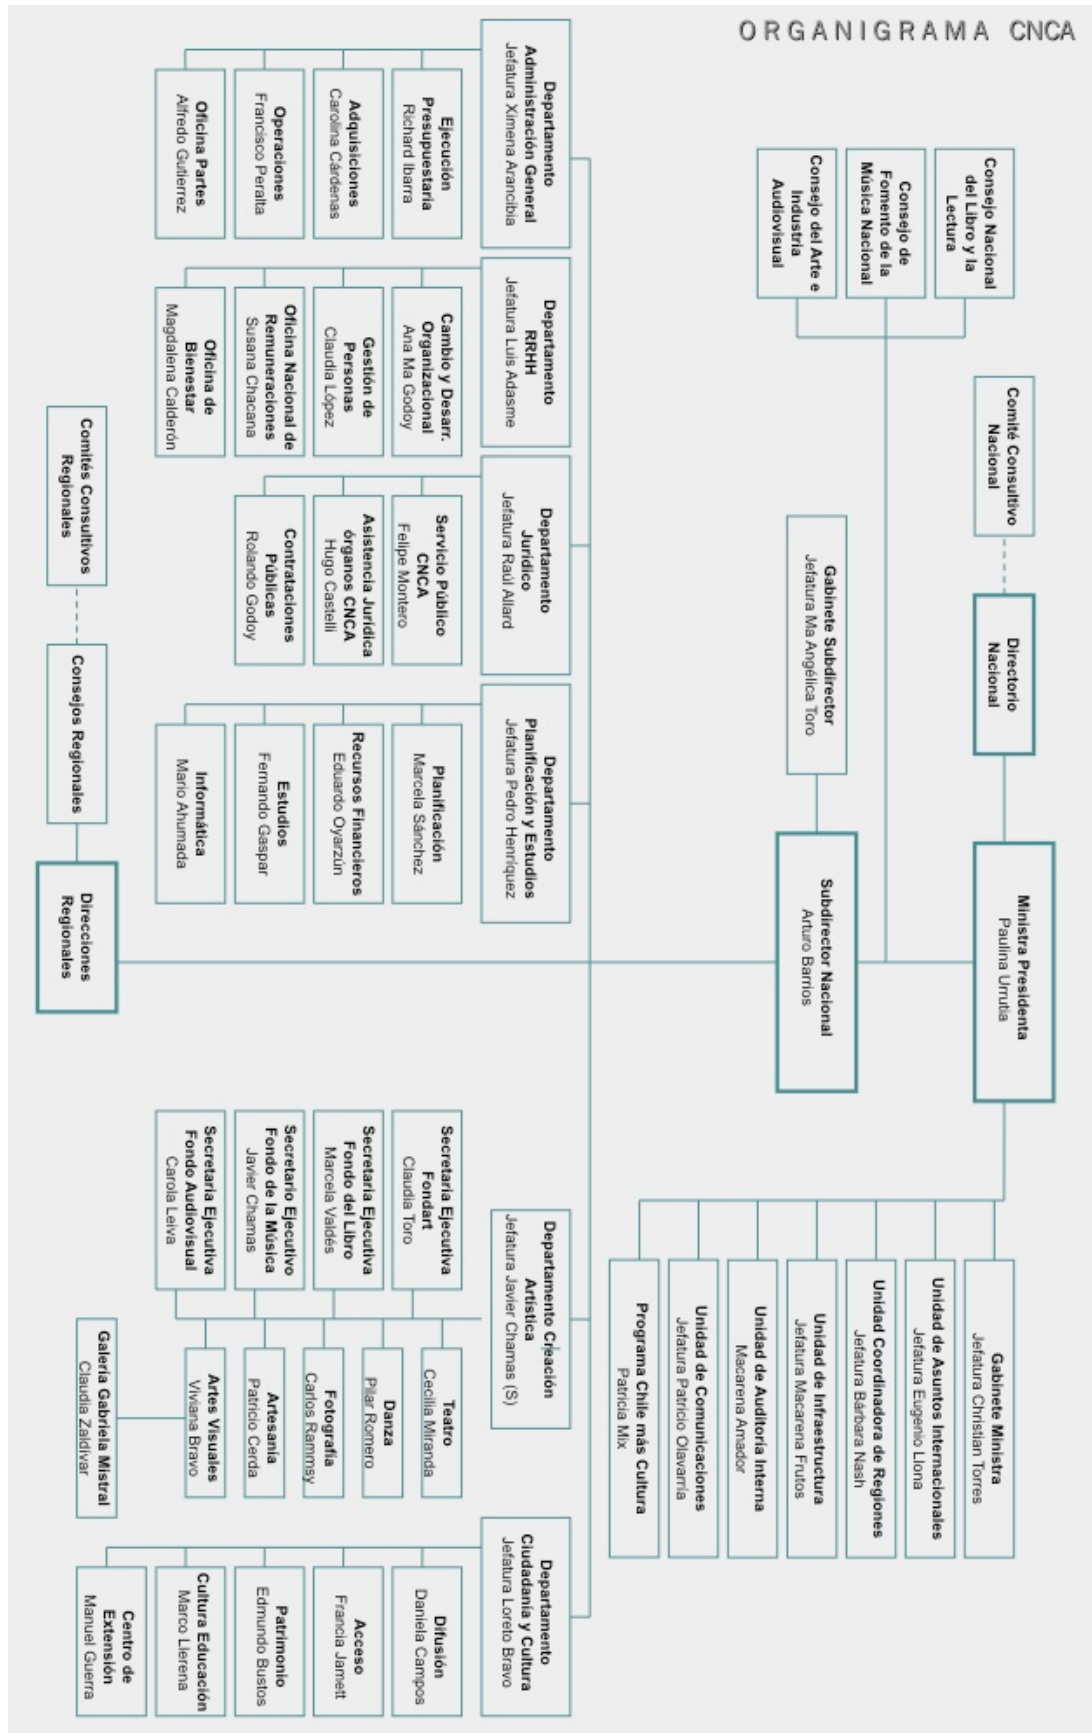 ORGANIGRAMA CNCA
Comité Consultivo
Nacional
Directorio
Nacional
Ministra Presidenta
Paulina Urrutia
Consejo Nacional
del Libro y la
Lectura
Consejo de
Fomento de la
Música Nacional
Consejo del Arte e
Industria
Audiovisual
Gabinete Subdirector
Jefatura Ma Angélica Toro
Subdirector Nacional
Arturo Barrios
Gabinete Ministra
Jefatura Christian Torres
Unidad de Asuntos Internacionales
Jefatura Eugenio Llona
Unidad Coordinadora de Regiones
Jefatura Bárbara Nash
Unidad de Infraestructura
Jefatura Macarena Frutos
Unidad de Auditoría Interna
Macarena Amador
Unidad de Comunicaciones
Jefatura Patricio Olavarría
Programa Chile más Cultura
Patricia Mix
Departamento
Administración General
Jefatura Ximena Arancibia
Ejecución
Presupuestaria
Richard Ibarra
Adquisiciones
Carolina Cárdenas
Operaciones
Francisco Peralta
Oficina Partes
Alfredo Gutierrez
Departamento
RRHH
Jefatura Luis Adasme
Cambio y Desarr.
Organizacional
Ana Ma Godoy
Gestión de
Personas
Claudia López
Oficina Nacional de
Remuneraciones
Susana Chacana
Oficina de
Bienestar
Magdalena Calderón
Departamento
Jurídico
Jefatura Raúl Allard
Servicio Público
CNCA
Felipe Montero
Asistencia Jurídica
órganos CNCA
Hugo Castelli
Contrataciones
Públicas
Rolando Godoy
Departamento
Planificación y Estudios
Jefatura Pedro Henríquez
Planificación
Marcela Sánchez
Recursos Financieros
Eduardo Oyarzún
Estudios
Fernando Gaspar
Informática
Mario Ahumada
Departamento Creación
Artística
Jefatura Javier Chamas (S)
Secretaria Ejecutiva
Fondart
Claudia Toro
Secretaria Ejecutiva
Fondo del Libro
Marcela Valdés
Secretario Ejecutivo
Fondo de la Música
Javier Chamas
Secretaria Ejecutiva
Fondo Audiovisual
Carola Leiva
Teatro
Cecilia Miranda
Danza
Pilar Romero
Fotografía
Carlos Rammsy
Artesanía
Patricio Cerda
Artes Visuales
Viviana Bravo
Galería Gabriela Mistral
Claudia Zaldívar
Departamento
Ciudadanía y Cultura
Jefatura Loreto Bravo
Difusión
Daniela Campos
Acceso
Francia Jamett
Patrimonio
Edmundo Bustos
Cultura Educación
Marco Llerena
Centro de
Extensión
Manuel Guerra
Comités Consultivos
Regionales
Consejos Regionales
Direcciones
Regionales